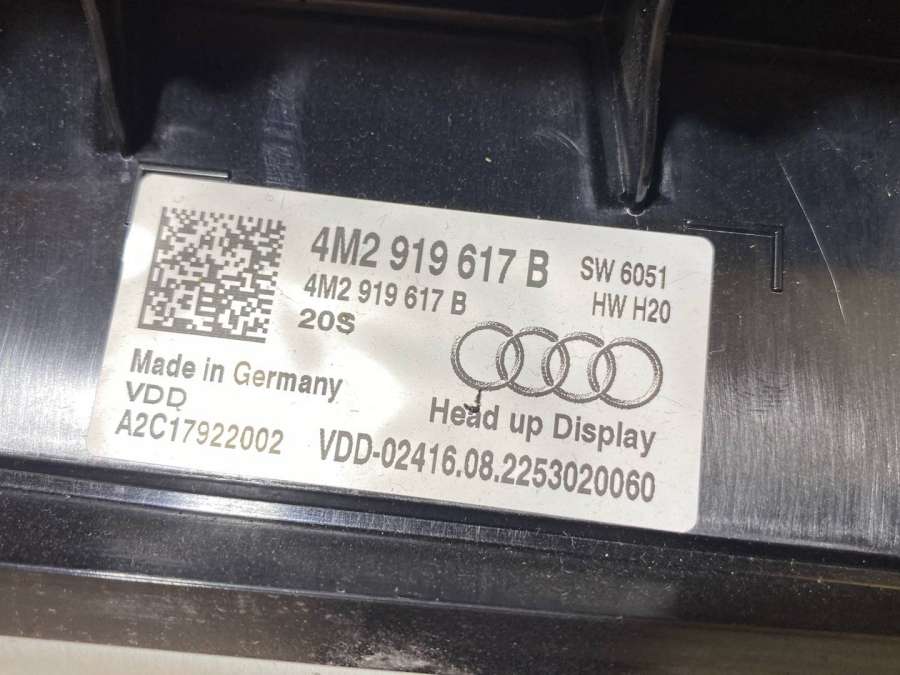 4M2 919 617 B SW 6051
4M2 919 617 B HW H20
20S
Made in Germany
VDD Head up Display
A2C17922002 VDD-02416.08.2253020060